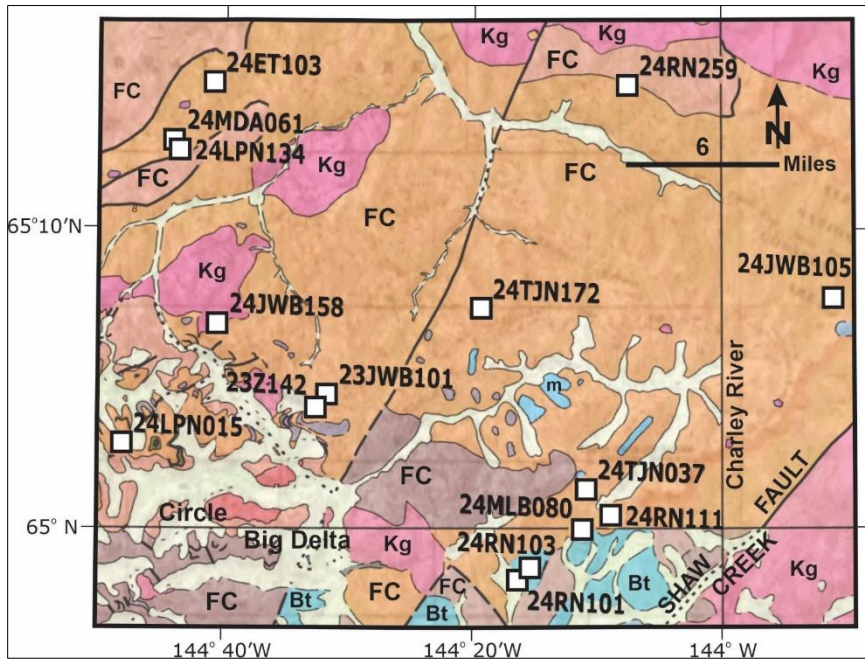 Kg
Kg
24ET103
FC
24RN259
FC
Kg
24MDA061
N
24LPN134
Kg
6
Miles
FC
FC
FC
65°10'N
24JWB105
Kg
24TJN172
24JWB158
23JWB101
23Z142
m
Charley River
24LPN015
FC
24TJN037
FAULT
24MLB080
Circle
24RN111
Big Delta
24RN103
65° N
Kg
SHAW CREEK
FC
FC
Bt
Kg
FC
Bt
24RN101
Bt
144° 40'
144° 20'
144° W